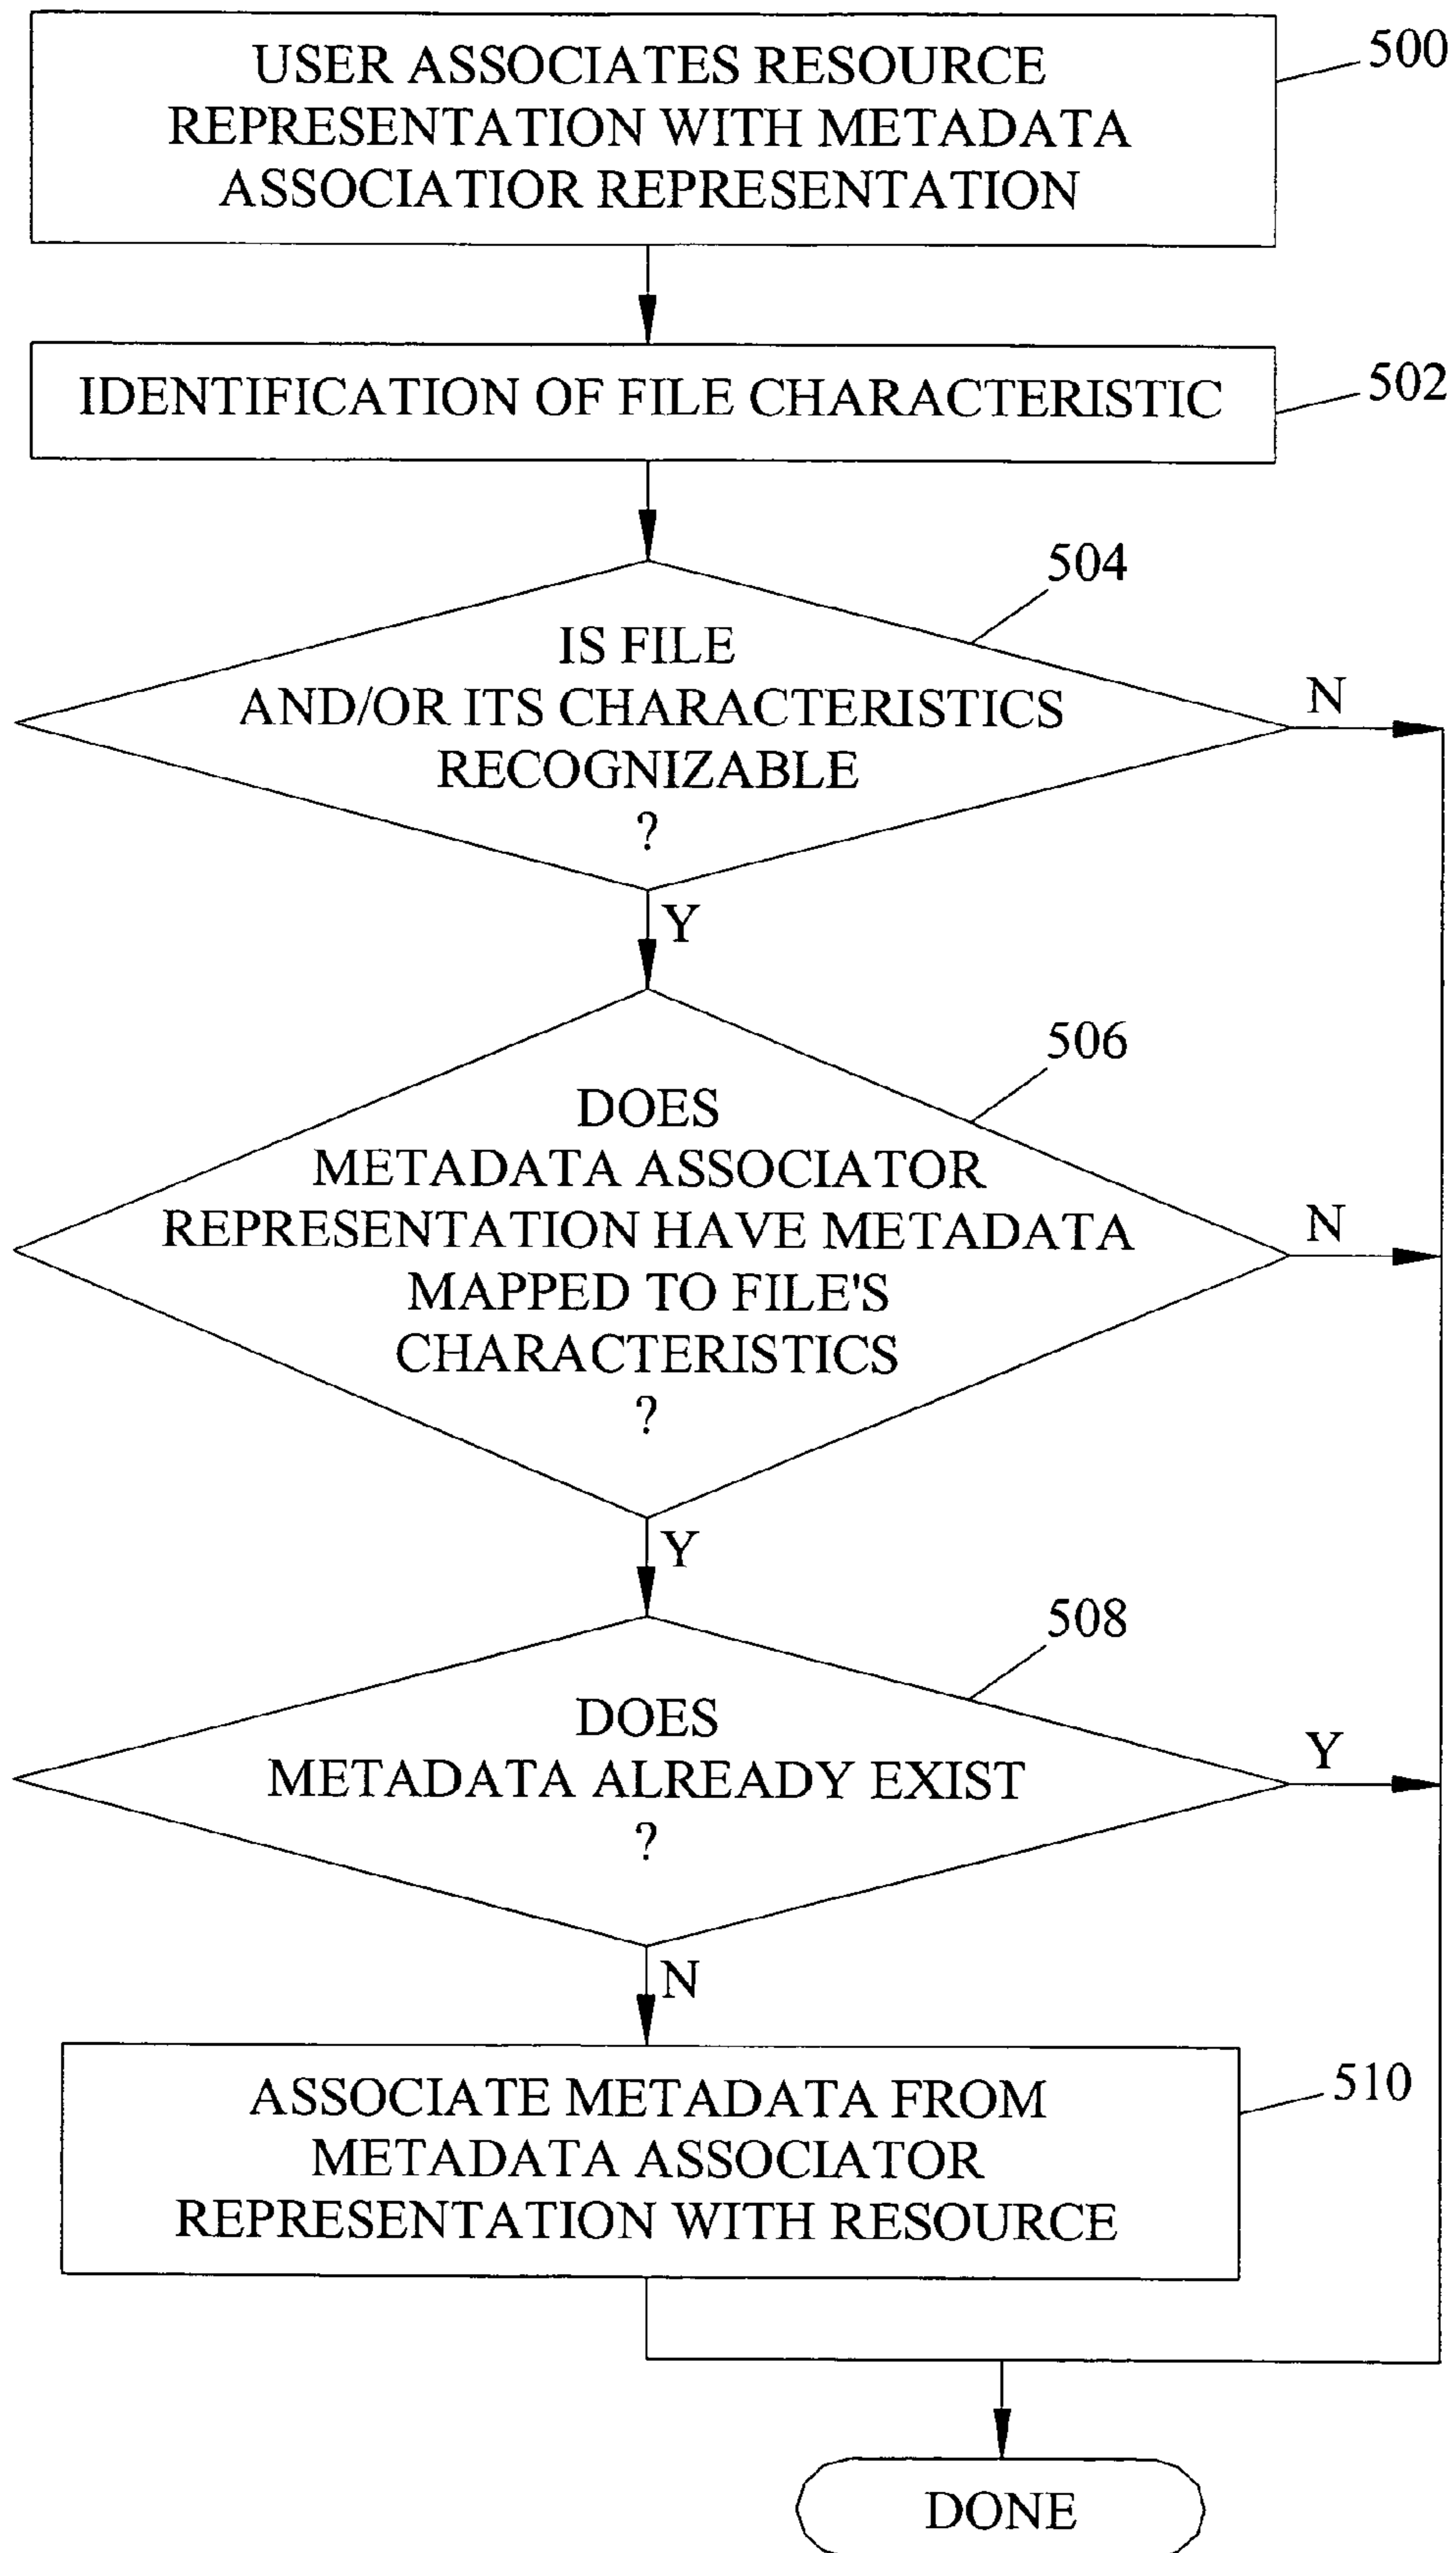 USER ASSOCIATES RESOURCE
REPRESENTATION WITH METADATA
ASSOCIATIOR REPRESENTATION
500
IDENTIFICATION OF FILE CHARACTERISTIC
502
504
IS FILE
AND/OR ITS CHARACTERISTICS
RECOGNIZABLE
?
N
Y
506
DOES
METADATA ASSOCIATOR
REPRESENTATION HAVE METADATA
MAPPED TO FILE'S
CHARACTERISTICS
?
N
Y
508
DOES
METADATA ALREADY EXIST
?
Y
N
ASSOCIATE METADATA FROM
METADATA ASSOCIATOR
REPRESENTATION WITH RESOURCE
510
DONE